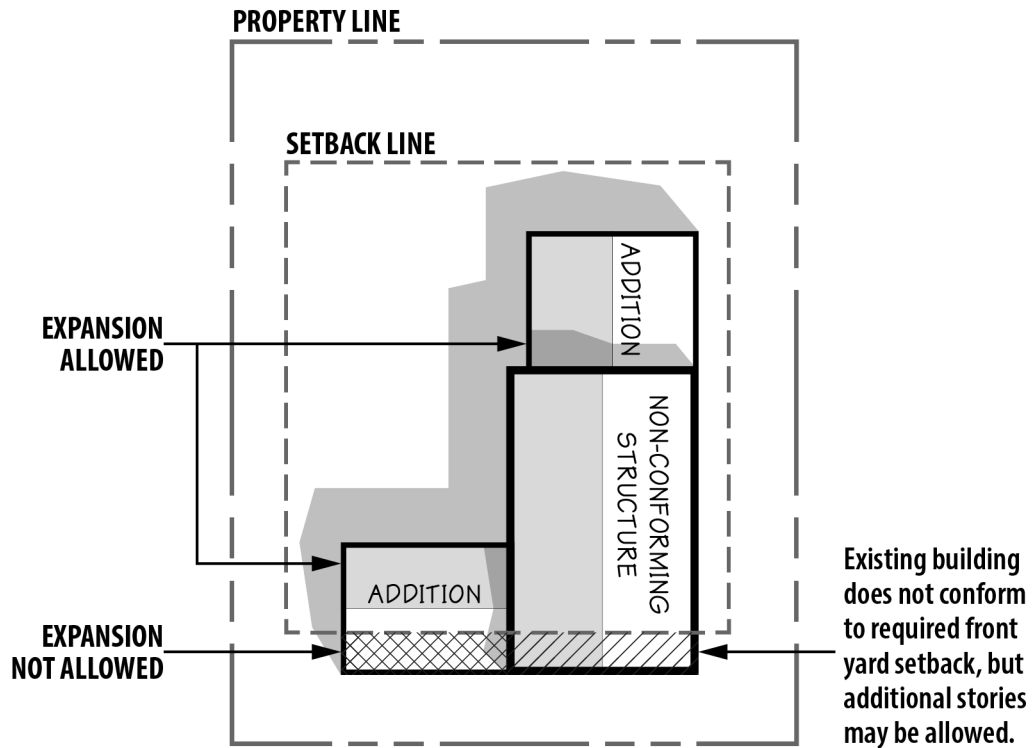 PROPERTY LINE
SETBACK LINE
ADDITION
EXPANSION
ALLOWED
NON-CONFORMING
STRUCTURE
ADDITION
EXPANSION
NOT ALLOWED
Existing building
does not conform
to required front
yard setback, but
additional stories
may be allowed.